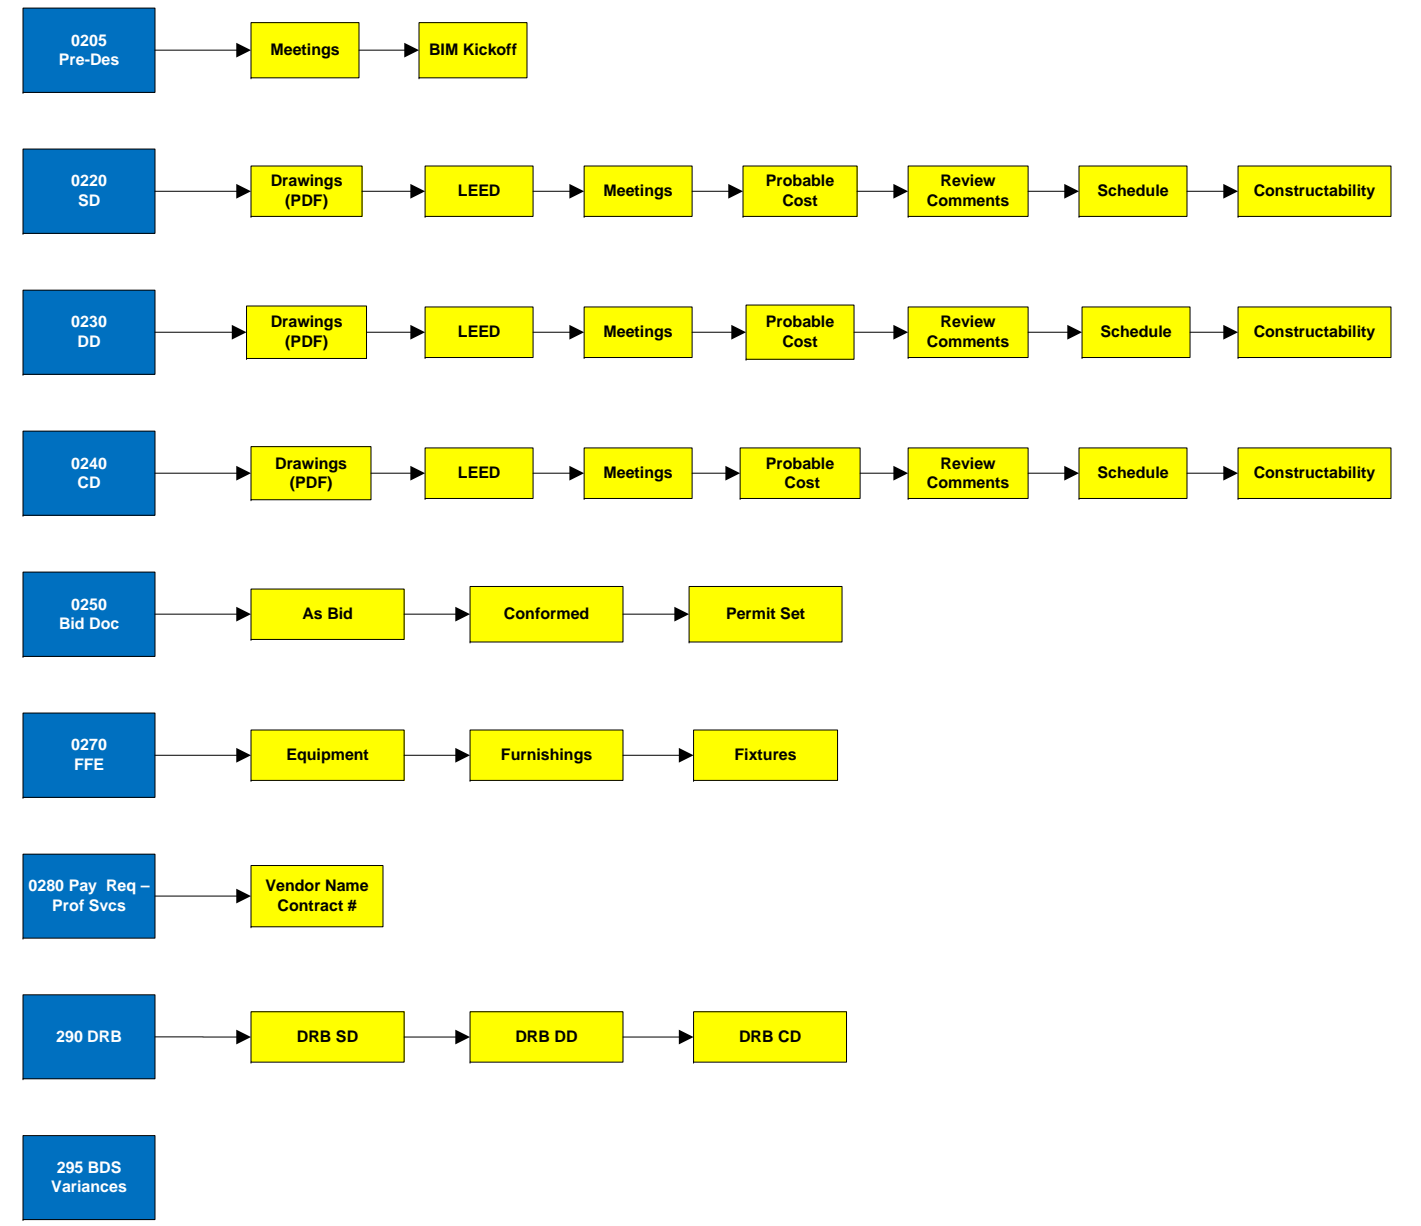 0205
Pre-Des
Meetings
BIM Kickoff
0220
SD
Drawings
(PDF)
LEED
Meetings
Probable
Cost
Review
Comments
Schedule
Constructability
0230
DD
Drawings
(PDF)
LEED
Meetings
Probable
Cost
Review
Comments
Schedule
Constructability
0240
CD
Drawings
(PDF)
LEED
Meetings
Probable
Cost
Review
Comments
Schedule
Constructability
0250
Bid Doc
As Bid
Conformed
Permit Set
0270
FFE
Equipment
Furnishings
Fixtures
0280 Pay  Req –
Prof Svcs
Vendor Name
Contract #
290 DRB
DRB SD
DRB DD
DRB CD
295 BDS
Variances